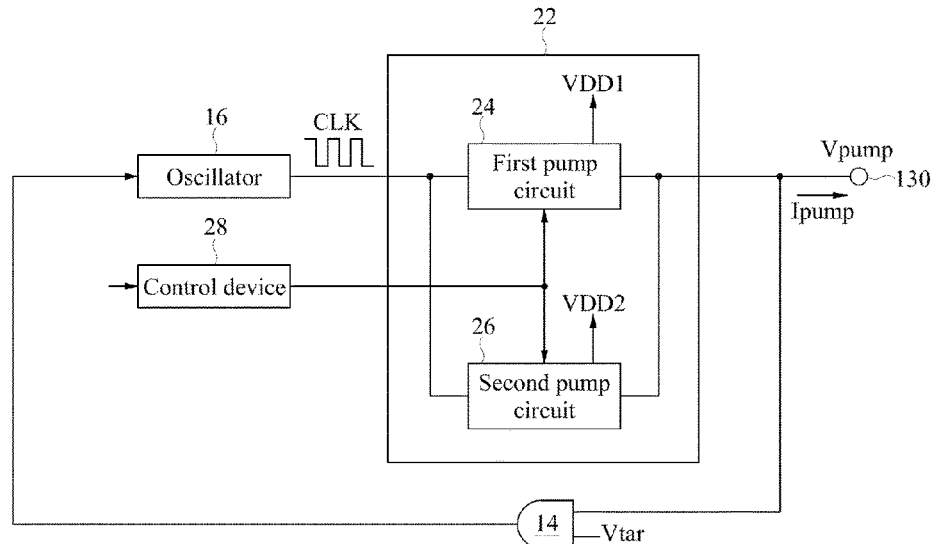 22
VDD1
16
24
CLK
Oscillator
First pump
circuit
Vpump
130
Ipump
28
Control device
VDD2
26
Second pump
circuit
14
Vtar